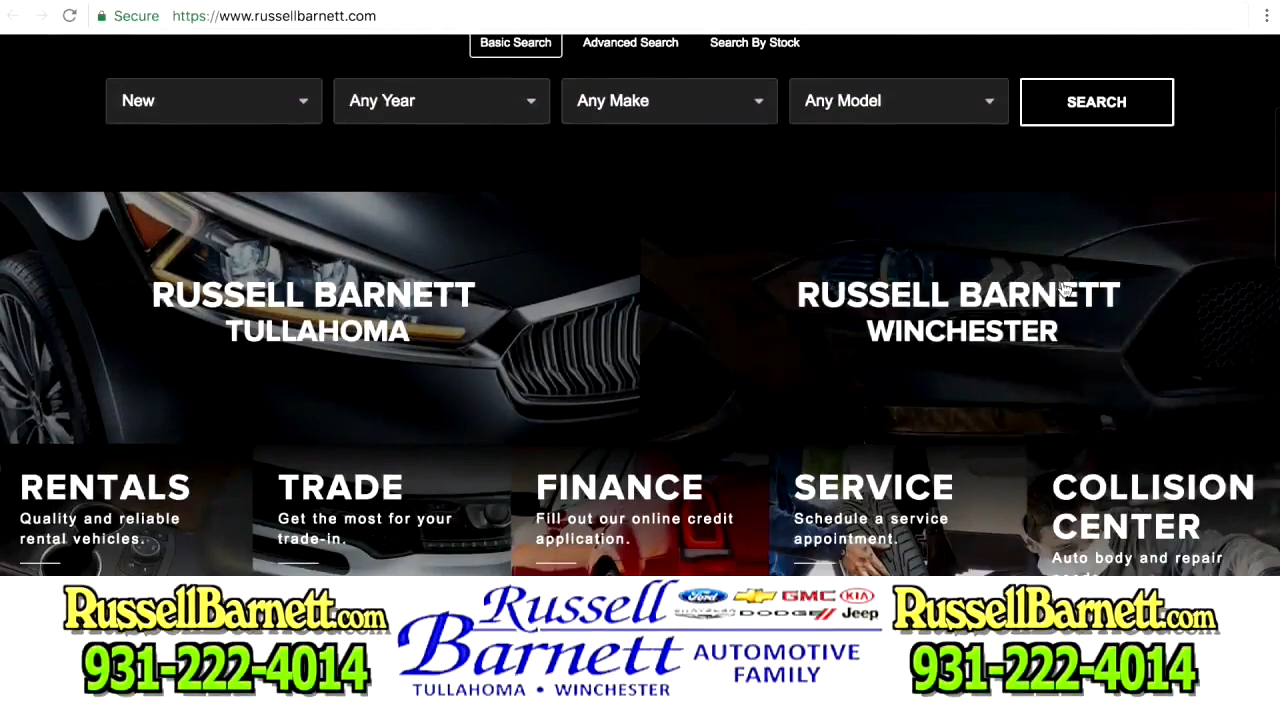 Secure https://www.russellbarnett.com
Basic Search Advanced Search Search By Stock
New Any Year Any Make Any Model SEARCH
RUSSELL BARNETT
TULLAHOMA
RUSSELL BARNETT
WINCHESTER
RENTALS
Quality and reliable
rental vehicles.
TRADE
Get the most for your
trade-in.
FINANCE
Fill out our online credit
application.
SERVICE
Schedule a service
appointment.
COLLISION
CENTER
Auto body and repair
RussellBarnett.com
931-222-4014
Russell
Barnett
TULLAHOMA • WINCHESTER
Ford GMC KIA
DODGE Jeep
AUTOMOTIVE
FAMILY
RussellBarnett.com
931-222-4014